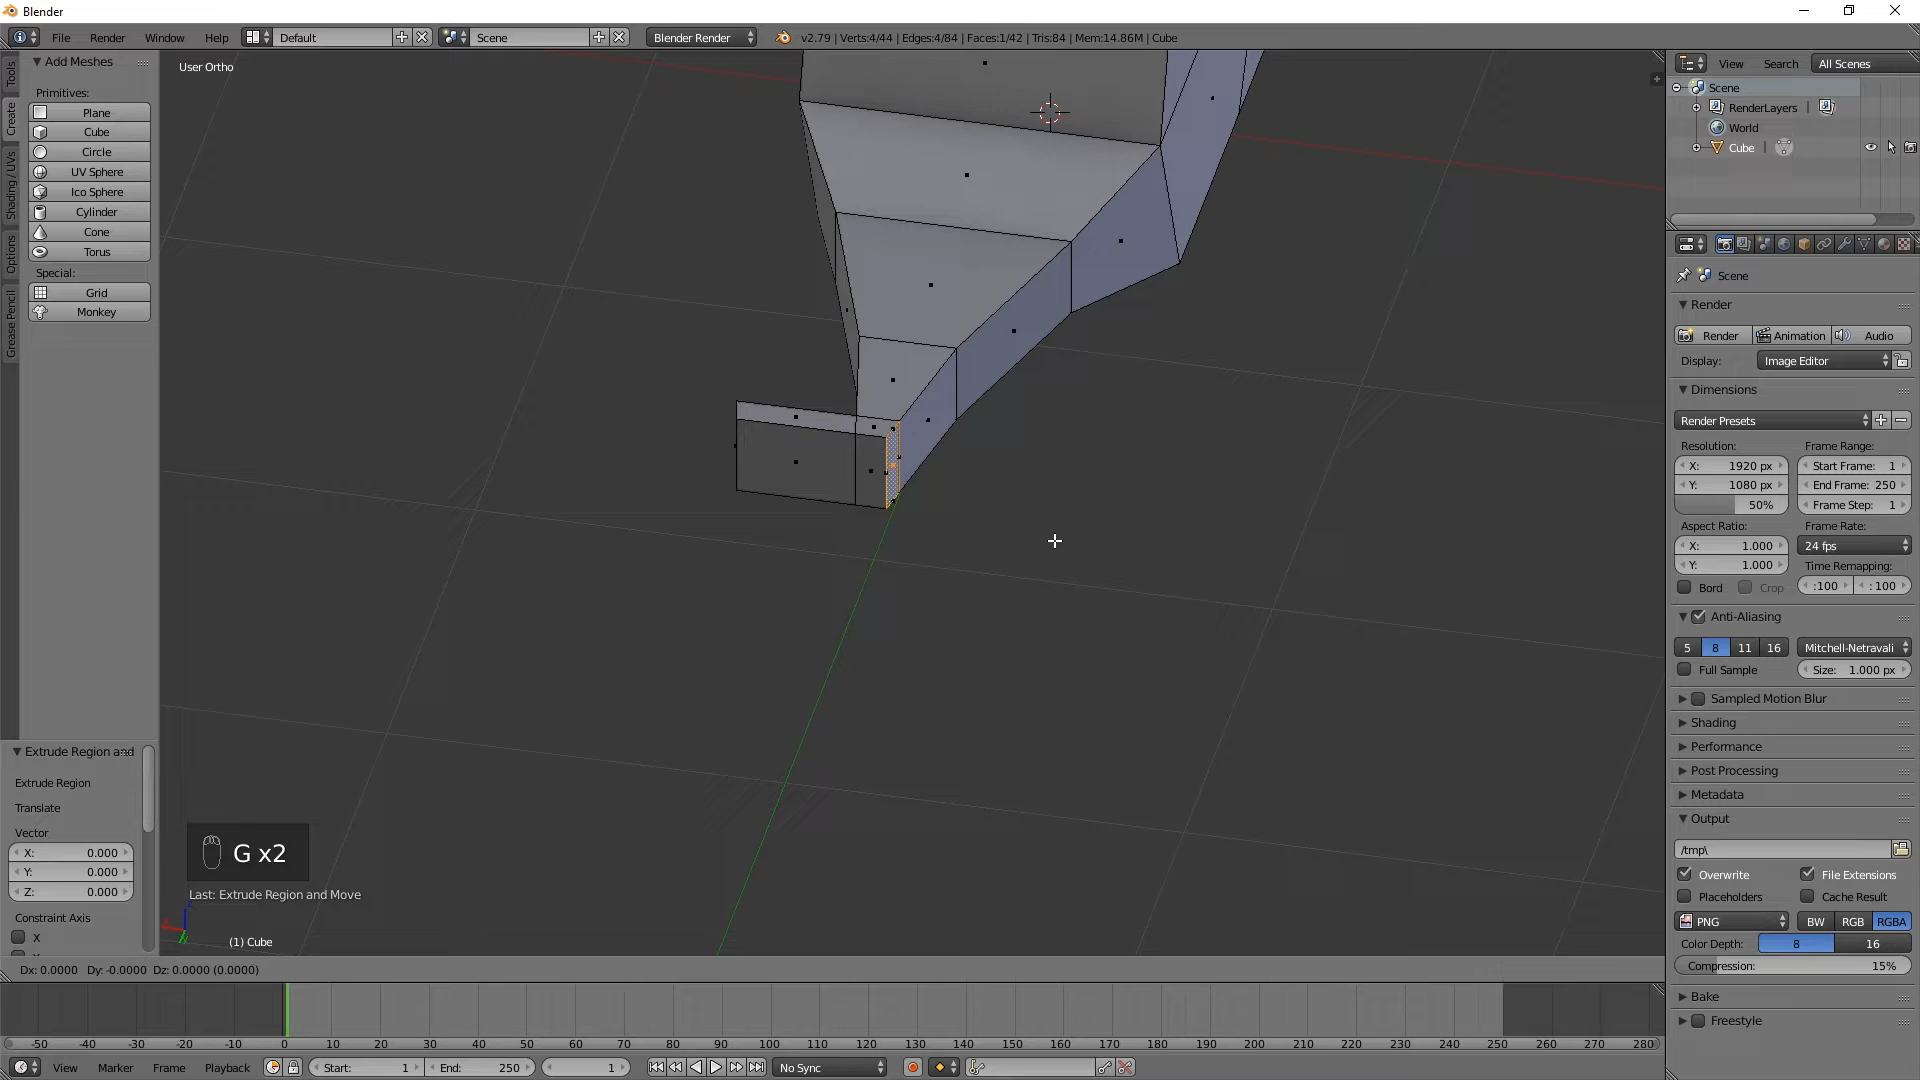 Blender
File Render Window Help Default Scene Blender Render v2.79 | Verts:4/44 | Edges:4/84 | Faces:1/42 | Tris:84 | Mem:14.86M | Cube
Tools
Create
Shading / UVs
Options
Grease Pencil
Add Meshes
Primitives:
Plane
Cube
Circle
UV Sphere
Ico Sphere
Cylinder
Cone
Torus
Special:
Grid
Monkey
Extrude Region and
Extrude Region
Translate
Vector
X: 0.000
Y: 0.000
Z: 0.000
Constraint Axis
X
User Ortho
G x2
Last: Extrude Region and Move
(1) Cube
Dx: 0.0000 Dy: -0.0000 Dz: 0.0000 (0.0000)
View Search All Scenes
Scene
RenderLayers
World
Cube
Scene
Render
Render Animation Audio
Display: Image Editor
Dimensions
Render Presets
Resolution: Frame Range:
X: 1920 px Start Frame: 1
Y: 1080 px End Frame: 250
50% Frame Step: 1
Aspect Ratio: Frame Rate:
X: 1.000 24 fps
Y: 1.000 Time Remapping:
Bord Crop :100 : 100
Anti-Aliasing
5 8 11 16 Mitchell-Netravali
Full Sample Size: 1.000 px
Sampled Motion Blur
Shading
Performance
Post Processing
Metadata
Output
/tmp\
Overwrite File Extensions
Placeholders Cache Result
PNG BW RGB RGBA
Color Depth: 8 16
Compression: 15%
Bake
Freestyle
-50 -40 -30 -20 -10 0 10 20 30 40 50 60 70 80 90 100 110 120 130 140 150 160 170 180 190 200 210 220 230 240 250 260 270 280
View Marker Frame Playback Start: 1 End: 250 1 No Sync